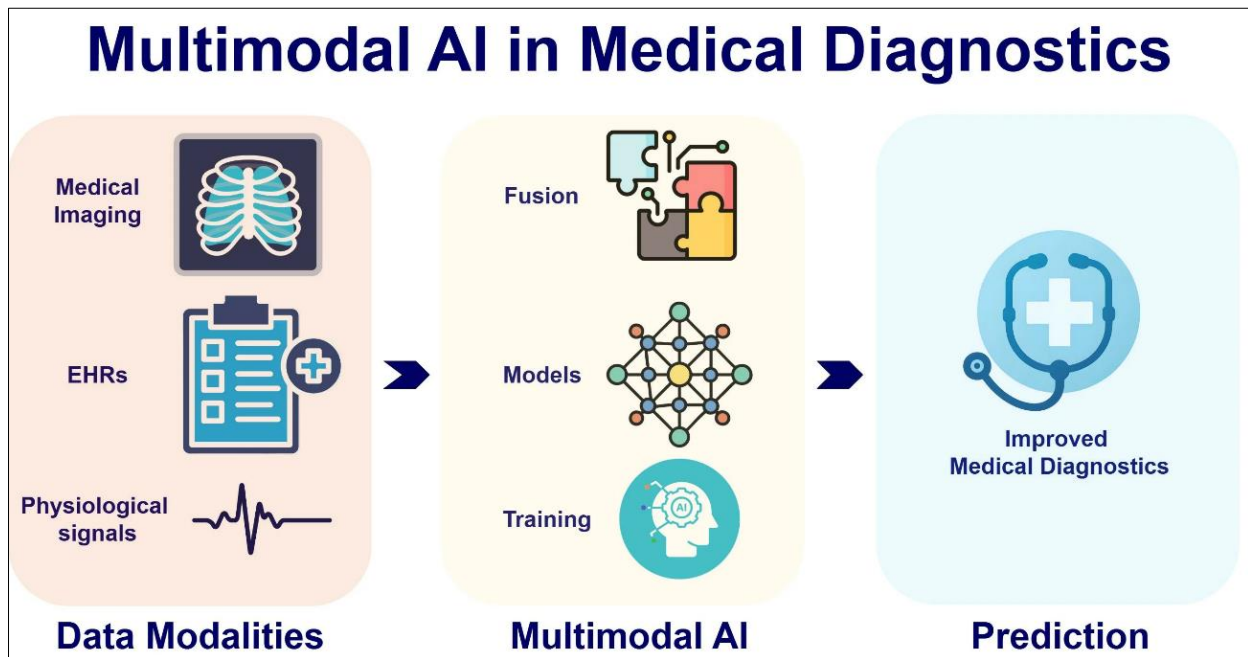 Multimodal AI in Medical Diagnostics
Medical
Imaging
EHRs
Physiological
signals
Data Modalities
Fusion
Models
AI
Training
Multimodal AI
Improved
Medical Diagnostics
Prediction